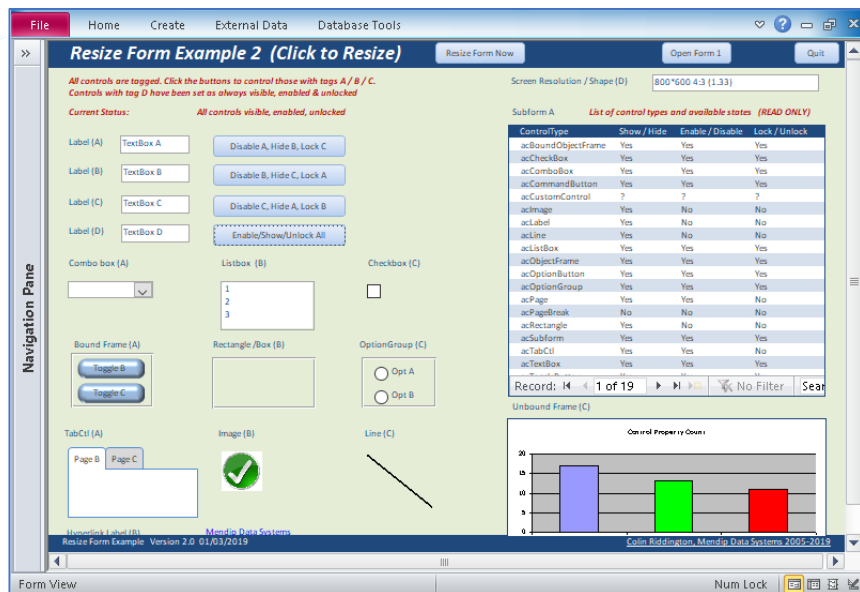 File Home Create External Data Database Tools
Resize Form Example 2 (Click to Resize) Resize Form Now Open Form 1 Quit
All controls are tagged. Click the buttons to control those with tags A / B / C.
Controls with tag D have been set as always visible, enabled & unlocked
Screen Resolution / Shape (D) 800*600 4:3 (1.33)
Current Status: All controls visible, enabled, unlocked
Subform A List of control types and available states (READ ONLY)
Label (A) TextBox A Disable A, Hide B, Lock C
Label (B) TextBox B Disable B, Hide C, Lock A
Label (C) TextBox C Disable C, Hide A, Lock B
Label (D) TextBox D Enable/Show/Unlock All
ControlType Show / Hide Enable / Disable Lock / Unlock
acBoundObjectFrame Yes Yes Yes
acCheckBox Yes Yes Yes
acComboBox Yes Yes Yes
acCommandButton Yes Yes Yes
acCustomControl ? ? ?
acImage Yes No No
acLabel Yes No No
acLine Yes No No
acListBox Yes Yes Yes
acObjectFrame Yes Yes Yes
acOptionButton Yes Yes Yes
acOptionGroup Yes Yes Yes
acPage Yes Yes No
acPageBreak No No No
acRectangle Yes No No
acSubform Yes Yes Yes
acTabCtl Yes Yes No
acTextBox Yes Yes Yes
Record: 1 of 19 No Filter Sear
Combo box (A) Listbox (B) Checkbox (C)
1
2
3
Bound Frame (A) Rectangle /Box (B) OptionGroup (C)
Toggle B
Toggle C
Opt A
Opt B
Unbound Frame (C)
TabCtl (A) Image (B) Line (C)
Page B Page C
Control Property Count
20
15
10
5
0
Hyperlink Label (B) Mendip Data Systems
Resize Form Example Version 2.0 01/03/2019 Colin Riddington, Mendip Data Systems 2005-2019
Navigation Pane
Form View Num Lock